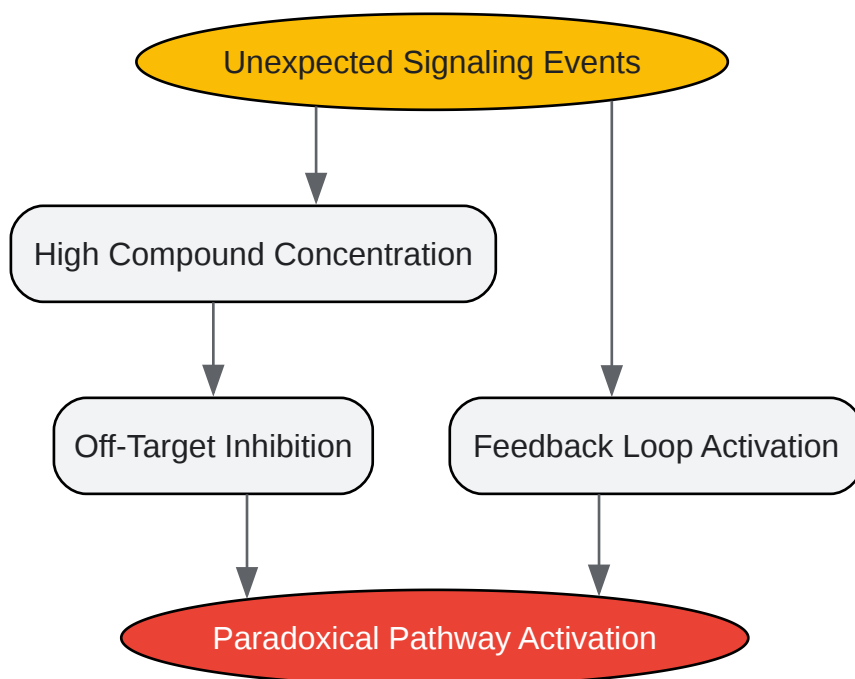 Unexpected Signaling Events
High Compound Concentration
Off-Target Inhibition
Feedback Loop Activation
Paradoxical Pathway Activation